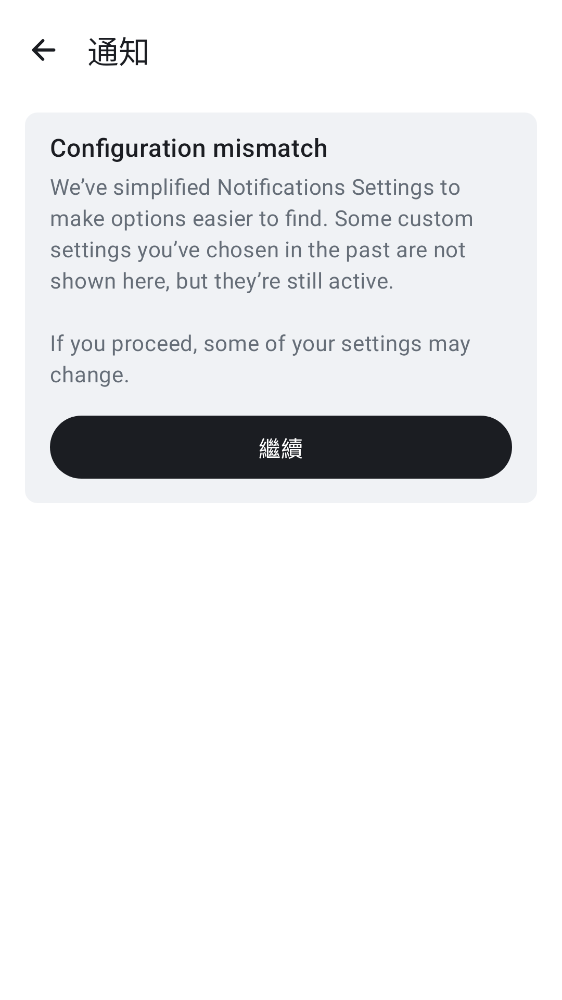 通知
Configuration mismatch
We’ve simplified Notifications Settings to
make options easier to find. Some custom
settings you’ve chosen in the past are not
shown here, but they’re still active.
If you proceed, some of your settings may
change.
繼續